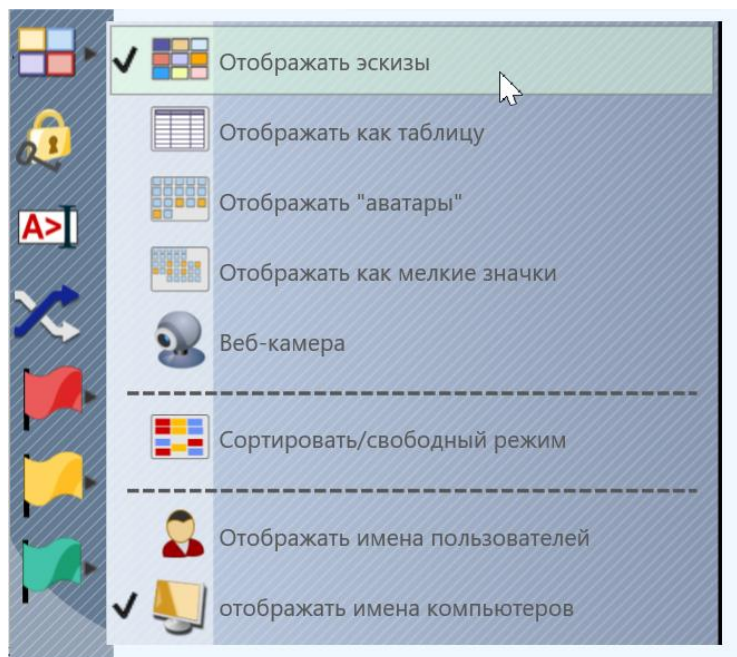 Отображать эскизы
Отображать как таблицу
A>
Отображать "аватары"
Отображать как мелкие значки
Веб-камера
Сортировать/свободный режим
Отображать имена пользователей
отображать имена компьютеров